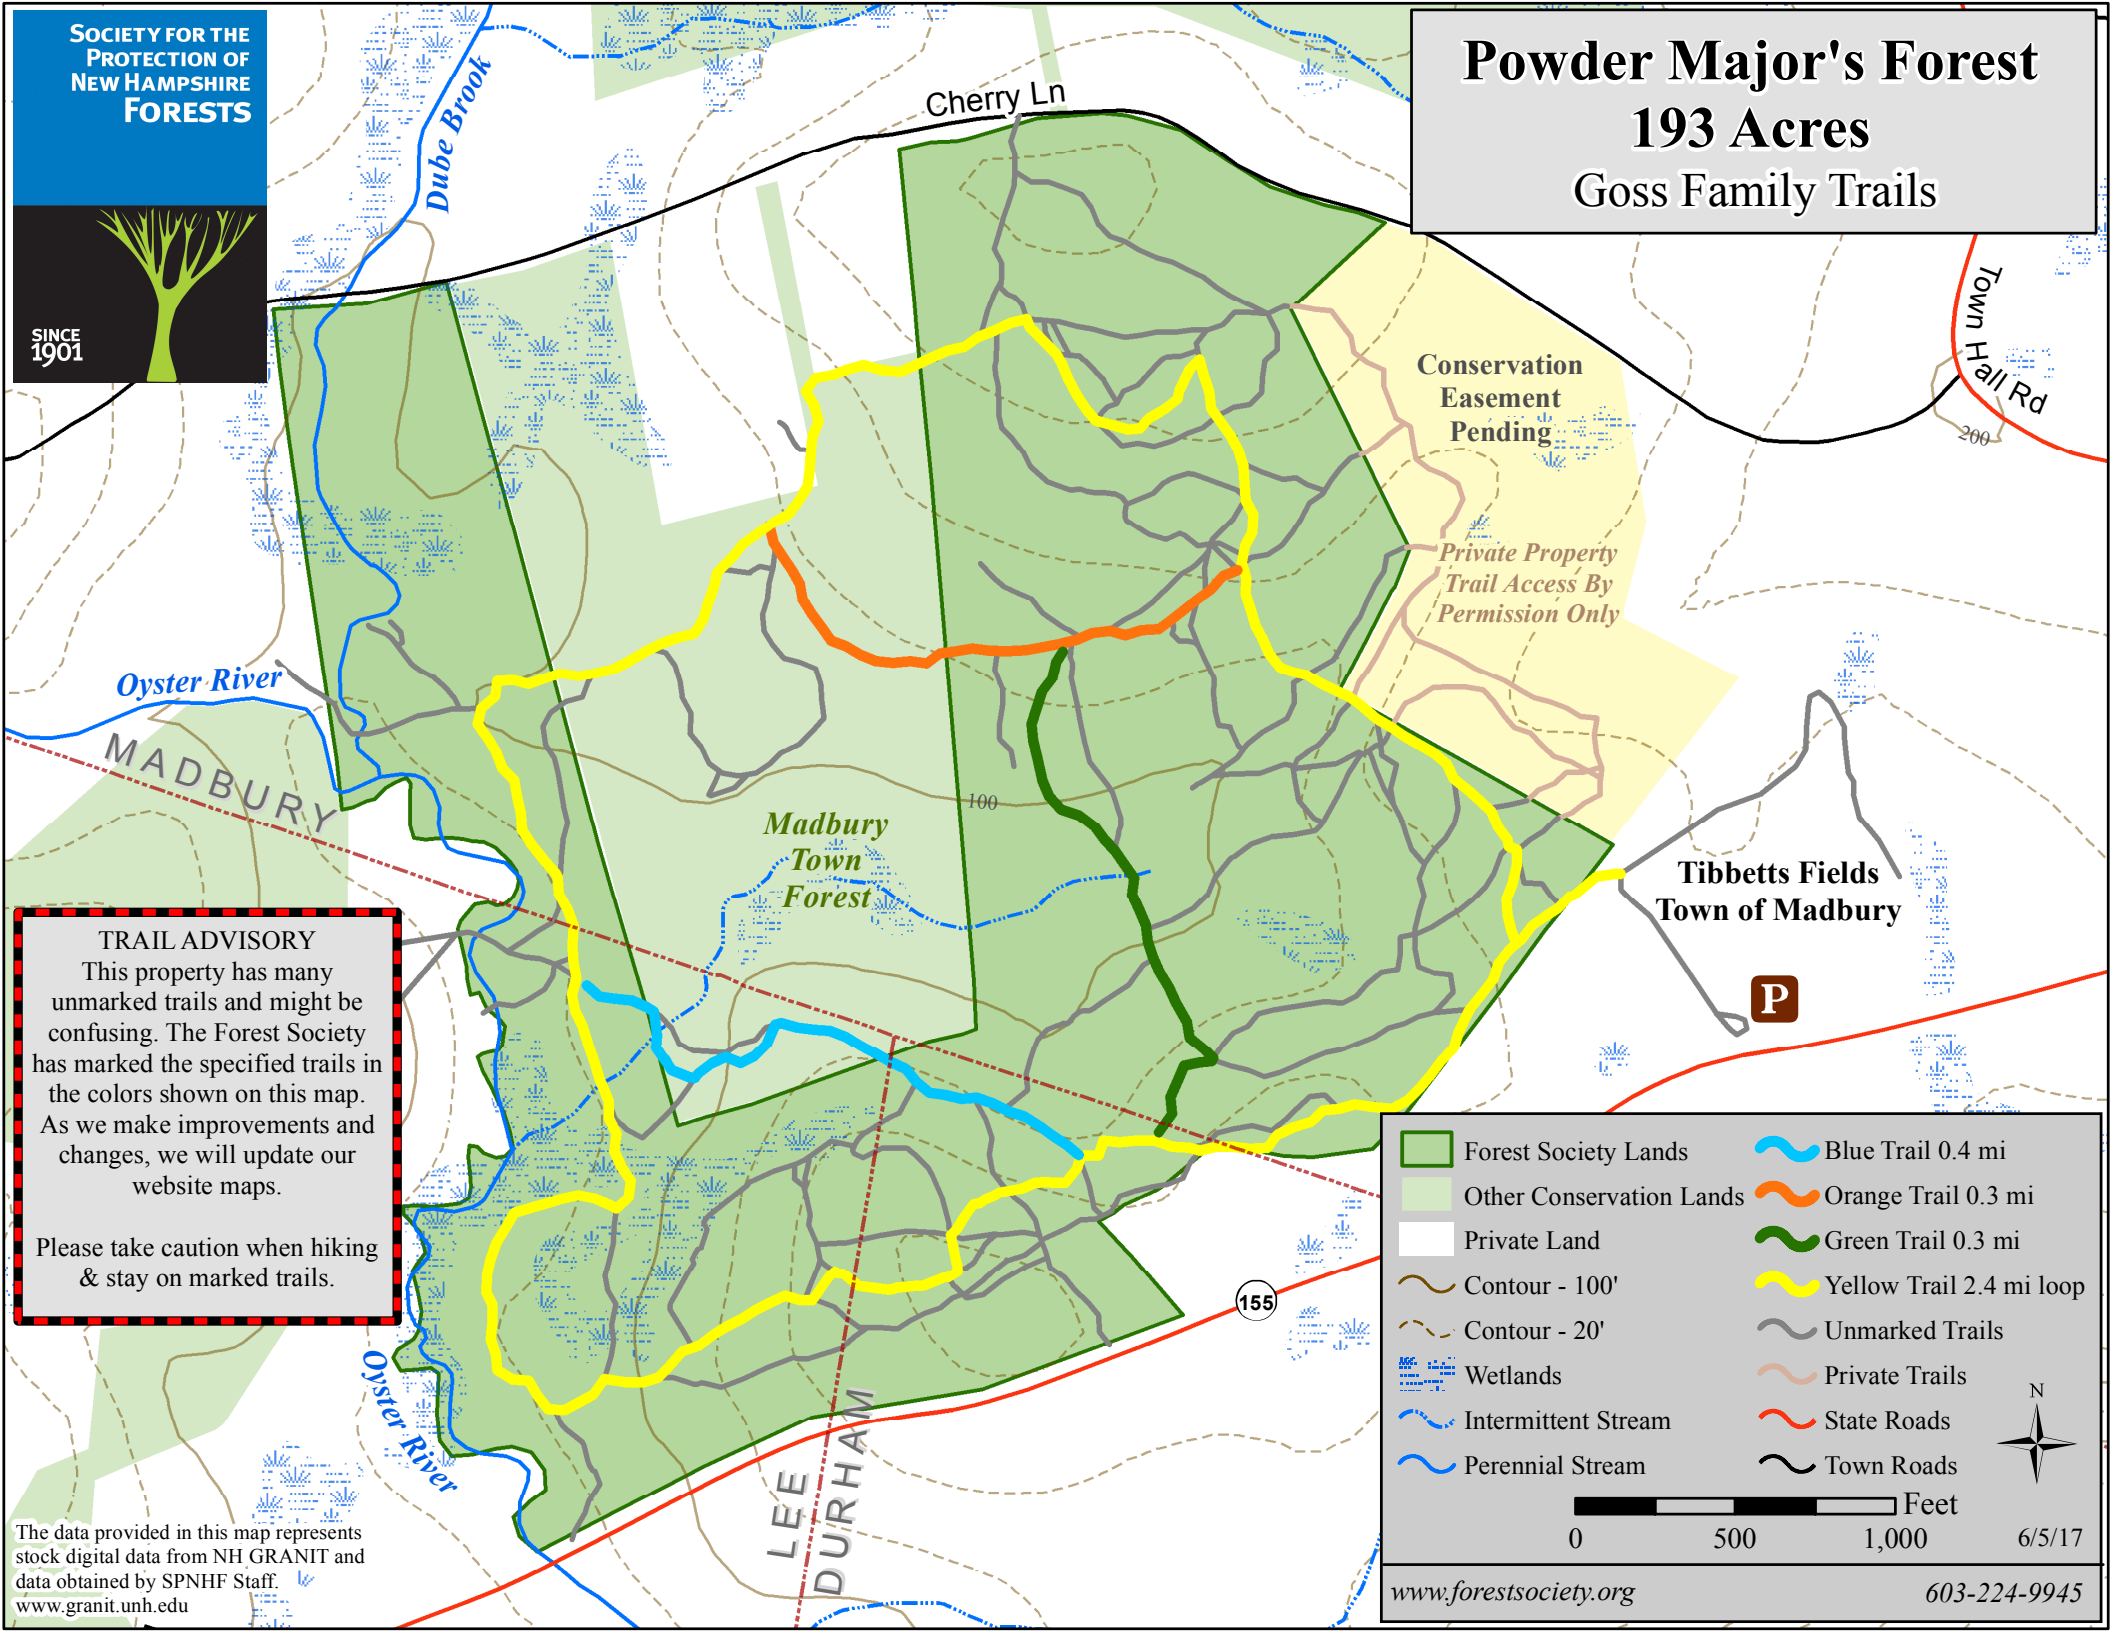 SOCIETY FOR THE
PROTECTION OF
NEW HAMPSHIRE
FORESTS
SINCE
1901
Powder Major's Forest
193 Acres
Goss Family Trails
Dube Brook
Cherry Ln
Town Hall Rd
200
Conservation
Easement
Pending
Private Property
Trail Access By
Permission Only
Oyster River
MADBURY
100
Madbury
Town
Forest
Tibbetts Fields
Town of Madbury
P
TRAIL ADVISORY
This property has many
unmarked trails and might be
confusing. The Forest Society
has marked the specified trails in
the colors shown on this map.
As we make improvements and
changes, we will update our
website maps.
Please take caution when hiking
& stay on marked trails.
155
Oyster River
LEE
DURHAM
Forest Society Lands
Other Conservation Lands
Private Land
Contour - 100'
Contour - 20'
Wetlands
Intermittent Stream
Perennial Stream
Blue Trail 0.4 mi
Orange Trail 0.3 mi
Green Trail 0.3 mi
Yellow Trail 2.4 mi loop
Unmarked Trails
Private Trails
State Roads
Town Roads
N
Feet
0 500 1,000
6/5/17
www.forestsociety.org 603-224-9945
The data provided in this map represents
stock digital data from NH GRANIT and
data obtained by SPNHF Staff.
www.granit.unh.edu